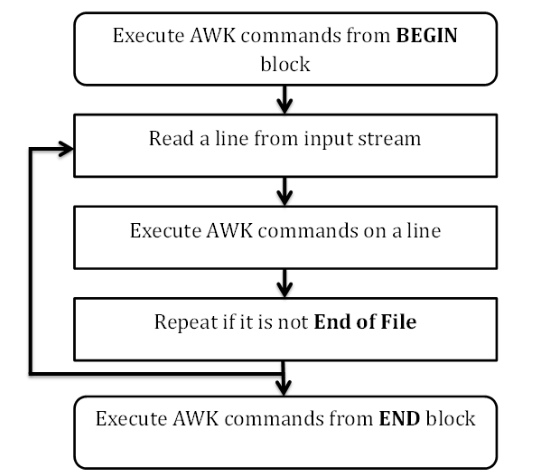 Execute AWK commands from BEGIN
block
Read a line from input stream
Execute AWK commands on a line
Repeat if it is not End of File
Execute AWK commands from END block